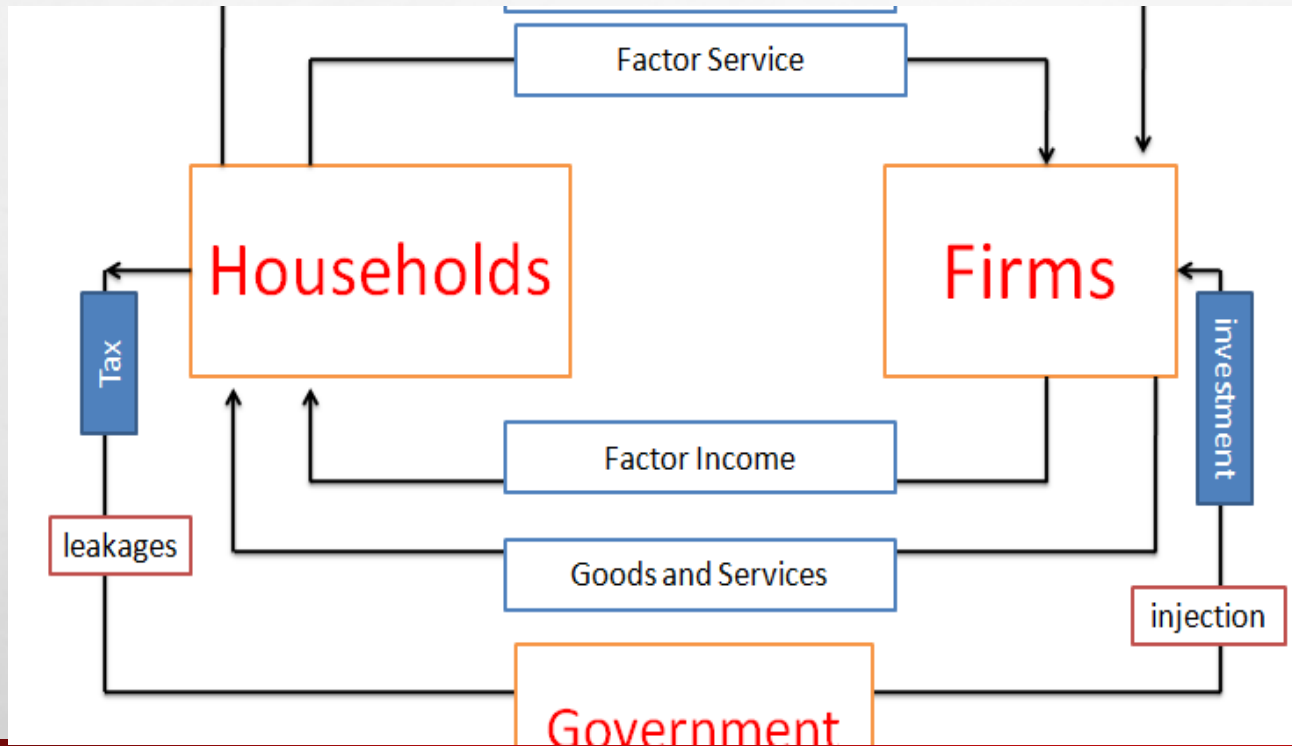 Factor Service
Households
Firms
Tax
investment
Factor Income
leakages
Goods and Services
injection
Government